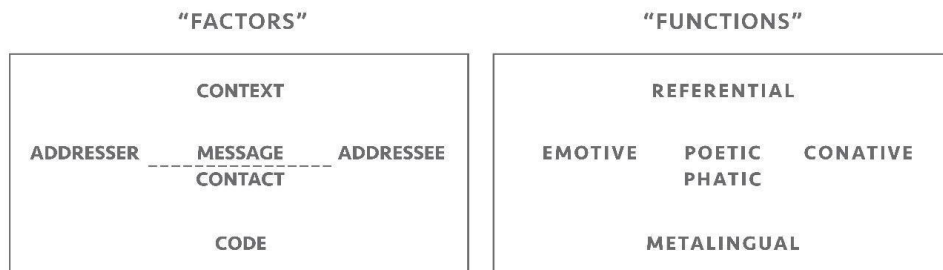 “FACTORS”
CONTEXT
ADDRESSER MESSAGE ADDRESSEE
CONTACT
CODE
“FUNCTIONS”
REFERENTIAL
EMOTIVE POETIC CONATIVE
PHATIC
METALINGUAL